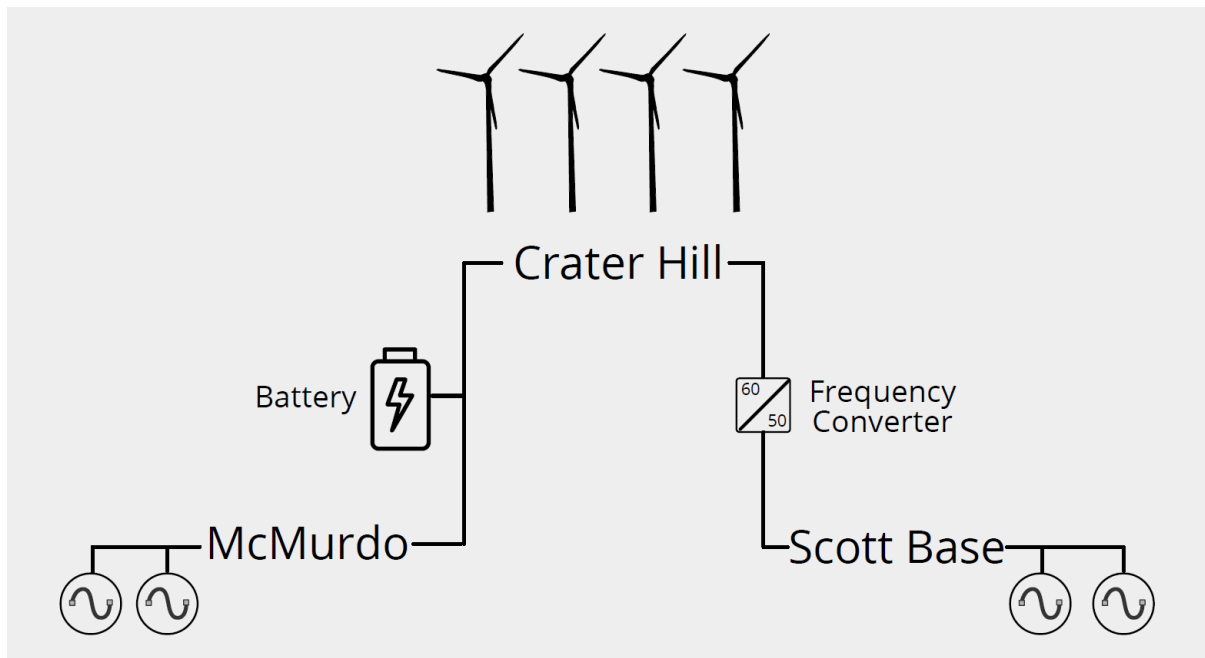 Crater Hill
Battery
60
50
Frequency
Converter
McMurdo
Scott Base